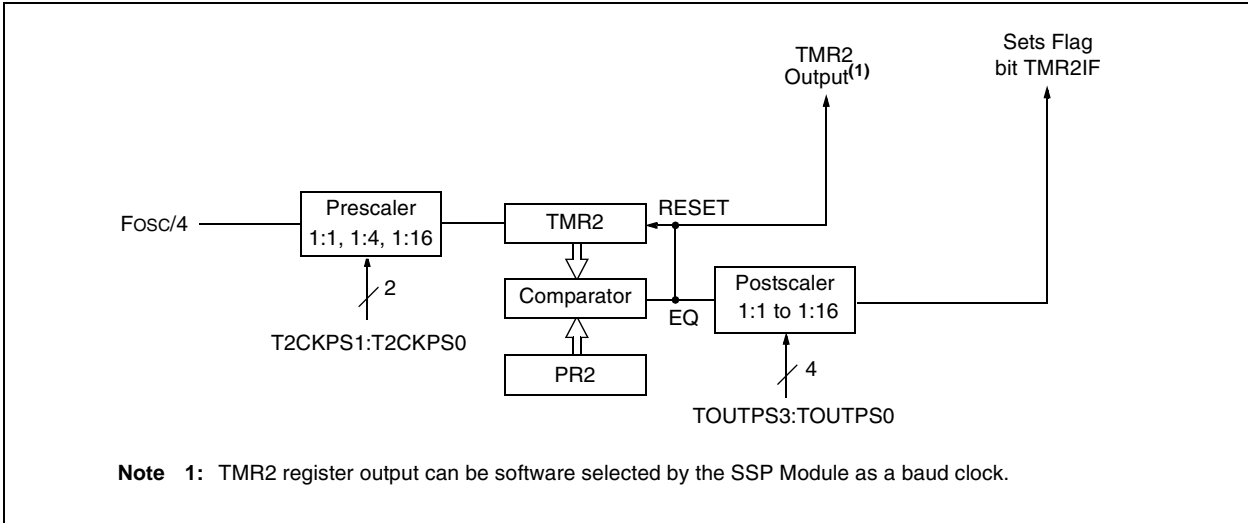 Sets Flag
bit TMR2IF
TMR2
Output(1)
RESET
Prescaler
1:1, 1:4, 1:16
FOSC/4
TMR2
2
T2CKPS1:T2CKPS0
Comparator
EQ
Postscaler
1:1 to 1:16
PR2
4
TOUTPS3:TOUTPS0
Note 1: TMR2 register output can be software selected by the SSP Module as a baud clock.